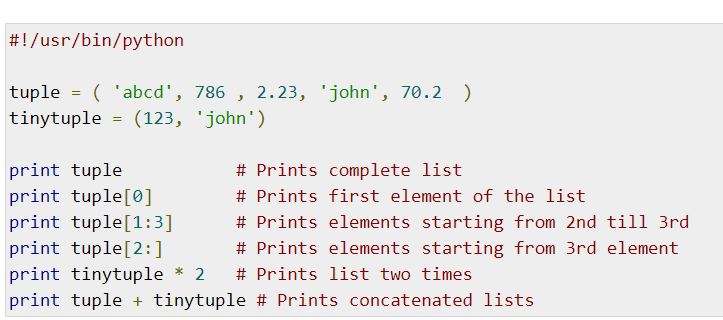 #!/usr/bin/python
tuple = ( 'abcd', 786 , 2.23, 'john', 70.2  )
tinytuple = (123, 'john')
print tuple           # Prints complete list
print tuple[0]        # Prints first element of the list
print tuple[1:3]      # Prints elements starting from 2nd till 3rd
print tuple[2:]       # Prints elements starting from 3rd element
print tinytuple * 2   # Prints list two times
print tuple + tinytuple # Prints concatenated lists